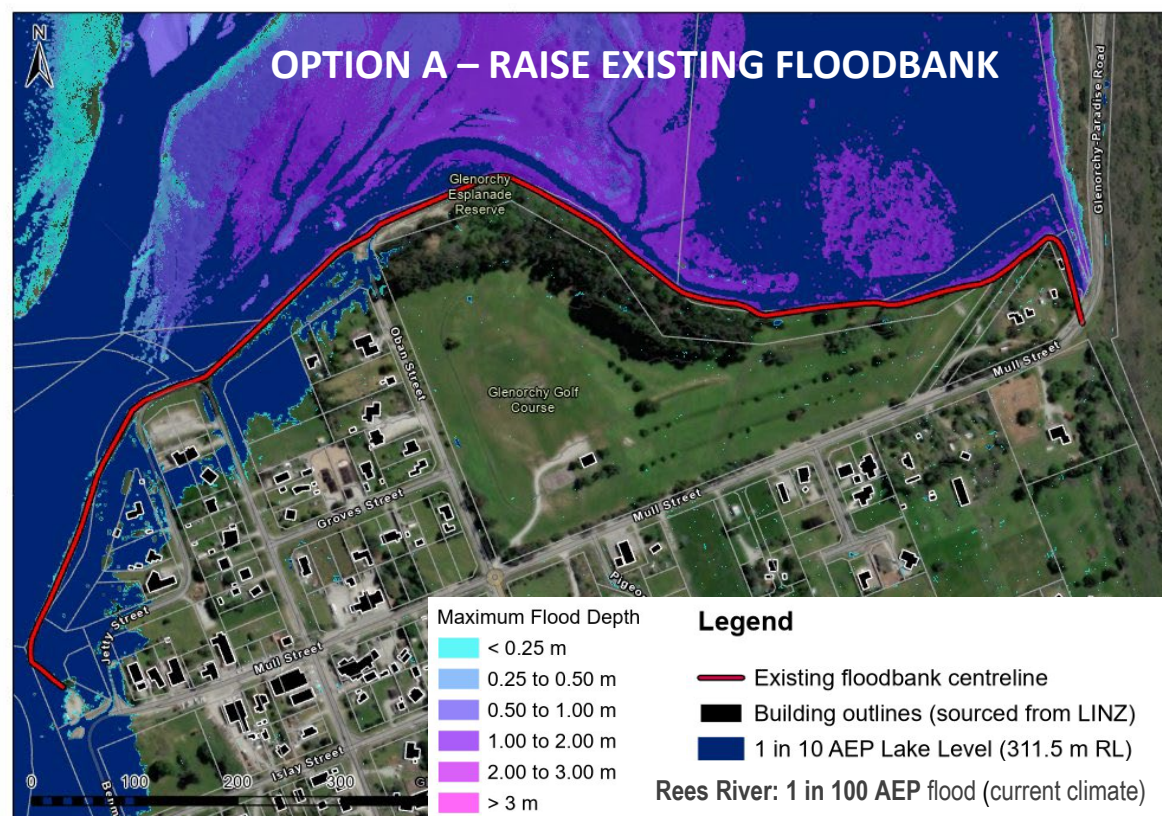 N
OPTION A – RAISE EXISTING FLOODBANK
Glenorchy-Paradise Road
Glenorchy
Esplanade
Reserve
Oban Street
Glenorchy Golf
Course
Mull Street
Groves Street
Mull Street
Jetty Street
Mull Street
Islay Street
0 100 200 300
Maximum Flood Depth
< 0.25 m
0.25 to 0.50 m
0.50 to 1.00 m
1.00 to 2.00 m
2.00 to 3.00 m
> 3 m
Legend
Existing floodbank centreline
Building outlines (sourced from LINZ)
1 in 10 AEP Lake Level (311.5 m RL)
Rees River: 1 in 100 AEP flood (current climate)